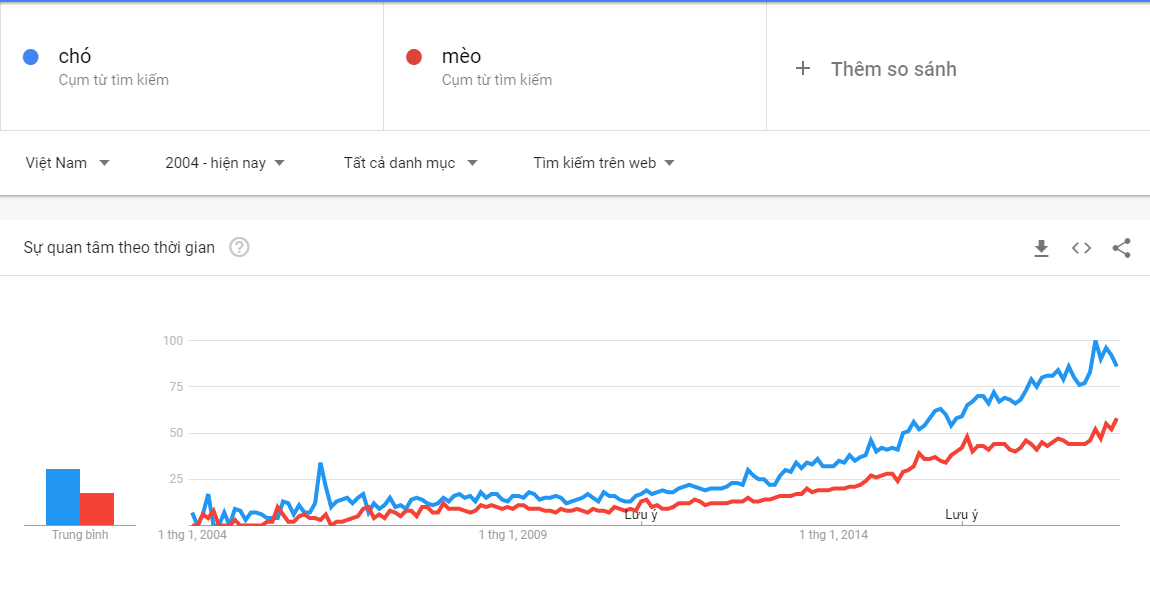 chó
Cụm từ tìm kiếm
mèo
Cụm từ tìm kiếm
+ Thêm so sánh
Việt Nam
2004 - hiện nay
Tất cả danh mục
Tìm kiếm trên web
Sự quan tâm theo thời gian ?
100
75
50
25
Lưu ý
Lưu ý
Trung bình
1 thg 1, 2004
1 thg 1, 2009
1 thg 1, 2014